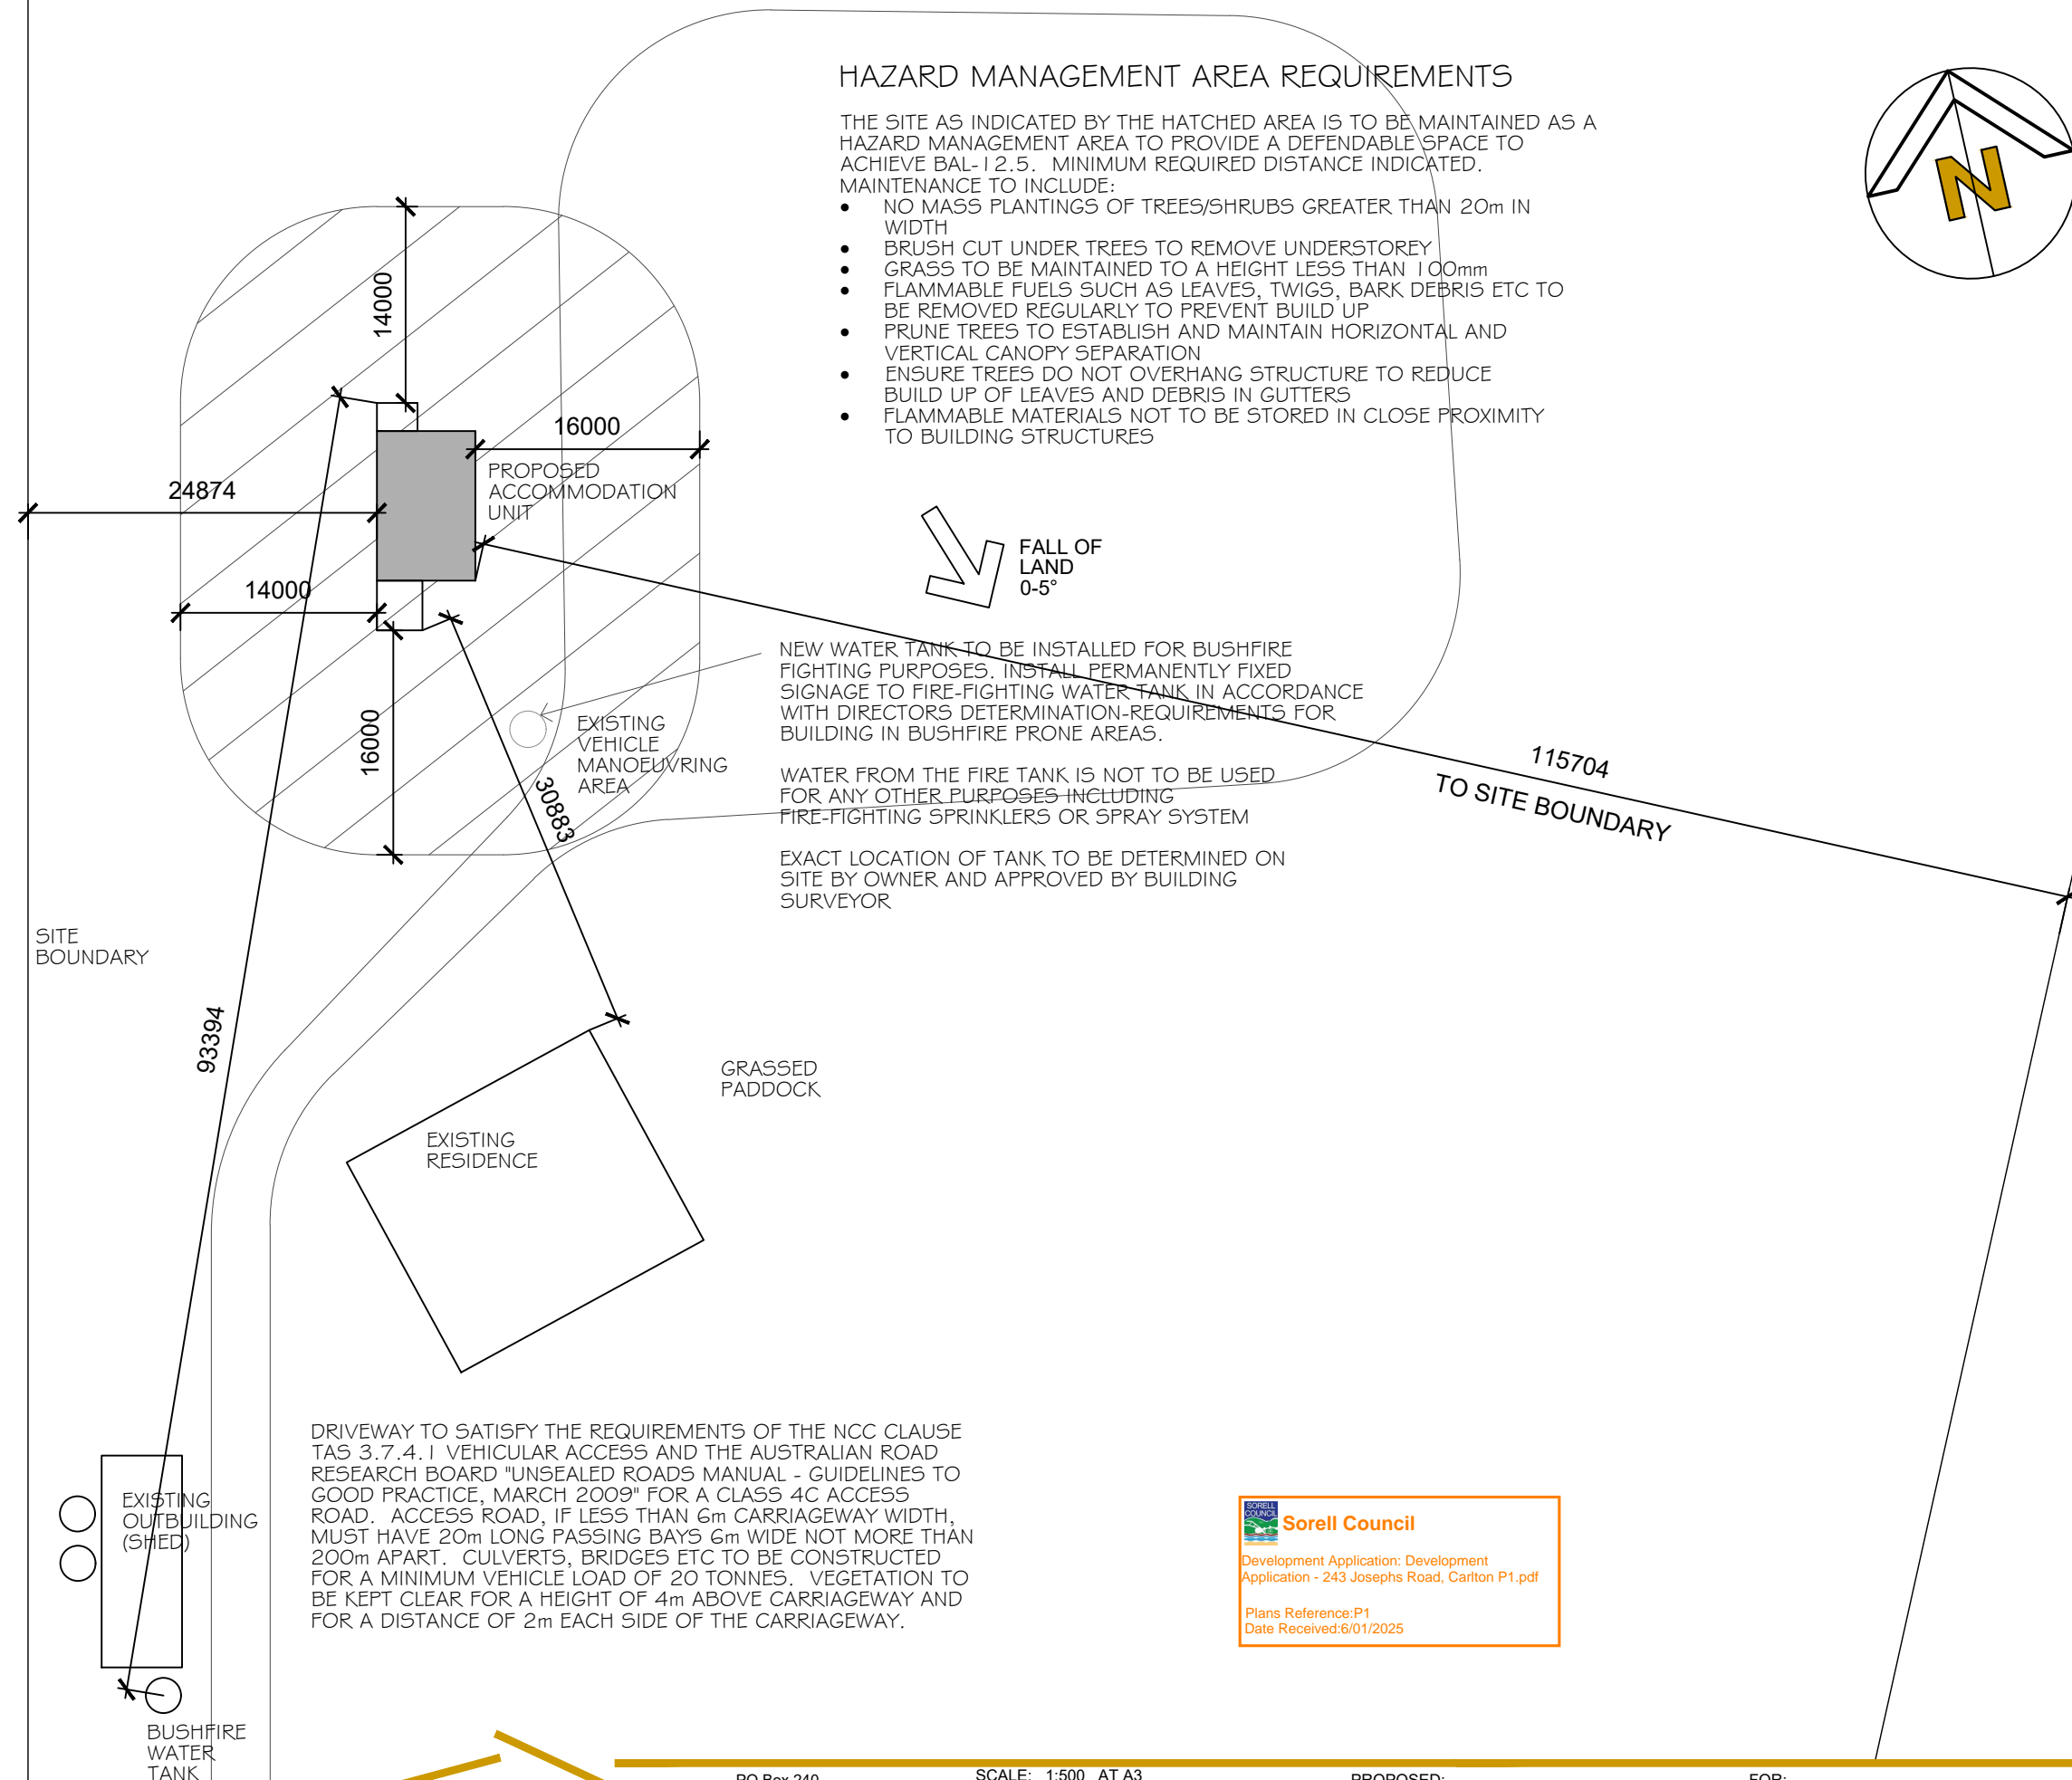 HAZARD MANAGEMENT AREA REQUIREMENTS
THE SITE AS INDICATED BY THE HATCHED AREA IS TO BE MAINTAINED AS A
HAZARD MANAGEMENT AREA TO PROVIDE A DEFENDABLE SPACE TO
ACHIEVE BAL-12.5. MINIMUM REQUIRED DISTANCE INDICATED.
MAINTENANCE TO INCLUDE:
• NO MASS PLANTINGS OF TREES/SHRUBS GREATER THAN 20m IN
WIDTH
• BRUSH CUT UNDER TREES TO REMOVE UNDERSTOREY
• GRASS TO BE MAINTAINED TO A HEIGHT LESS THAN 100mm
• FLAMMABLE FUELS SUCH AS LEAVES, TWIGS, BARK DEBRIS ETC TO
BE REMOVED REGULARLY TO PREVENT BUILD UP
• PRUNE TREES TO ESTABLISH AND MAINTAIN HORIZONTAL AND
VERTICAL CANOPY SEPARATION
• ENSURE TREES DO NOT OVERHANG STRUCTURE TO REDUCE
BUILD UP OF LEAVES AND DEBRIS IN GUTTERS
• FLAMMABLE MATERIALS NOT TO BE STORED IN CLOSE PROXIMITY
TO BUILDING STRUCTURES
N
14000
16000
24874
PROPOSED
ACCOMMODATION
UNIT
14000
FALL OF
LAND
0-5°
16000
30883
EXISTING
VEHICLE
MANOEUVRING
AREA
NEW WATER TANK TO BE INSTALLED FOR BUSHFIRE
FIGHTING PURPOSES. INSTALL PERMANENTLY FIXED
SIGNAGE TO FIRE-FIGHTING WATER TANK IN ACCORDANCE
WITH DIRECTORS DETERMINATION-REQUIREMENTS FOR
BUILDING IN BUSHFIRE PRONE AREAS.
WATER FROM THE FIRE TANK IS NOT TO BE USED
FOR ANY OTHER PURPOSES INCLUDING
FIRE-FIGHTING SPRINKLERS OR SPRAY SYSTEM
EXACT LOCATION OF TANK TO BE DETERMINED ON
SITE BY OWNER AND APPROVED BY BUILDING
SURVEYOR
115704
TO SITE BOUNDARY
SITE
BOUNDARY
93394
GRASSED
PADDOCK
EXISTING
RESIDENCE
DRIVEWAY TO SATISFY THE REQUIREMENTS OF THE NCC CLAUSE
TAS 3.7.4.1 VEHICULAR ACCESS AND THE AUSTRALIAN ROAD
RESEARCH BOARD "UNSEALED ROADS MANUAL - GUIDELINES TO
GOOD PRACTICE, MARCH 2009" FOR A CLASS 4C ACCESS
ROAD. ACCESS ROAD, IF LESS THAN 6m CARRIAGEWAY WIDTH,
MUST HAVE 20m LONG PASSING BAYS 6m WIDE NOT MORE THAN
200m APART. CULVERTS, BRIDGES ETC TO BE CONSTRUCTED
FOR A MINIMUM VEHICLE LOAD OF 20 TONNES. VEGETATION TO
BE KEPT CLEAR FOR A HEIGHT OF 4m ABOVE CARRIAGEWAY AND
FOR A DISTANCE OF 2m EACH SIDE OF THE CARRIAGEWAY.
EXISTING
OUTBUILDING
(SHED)
BUSHFIRE
WATER
TANK
SORELL
COUNCIL
Sorell Council
Development Application: Development
Application - 243 Josephs Road, Carlton P1.pdf
Plans Reference:P1
Date Received:6/01/2025
PO Box 240
SCALE: 1:500 AT A3
PROPOSED:
FOR: